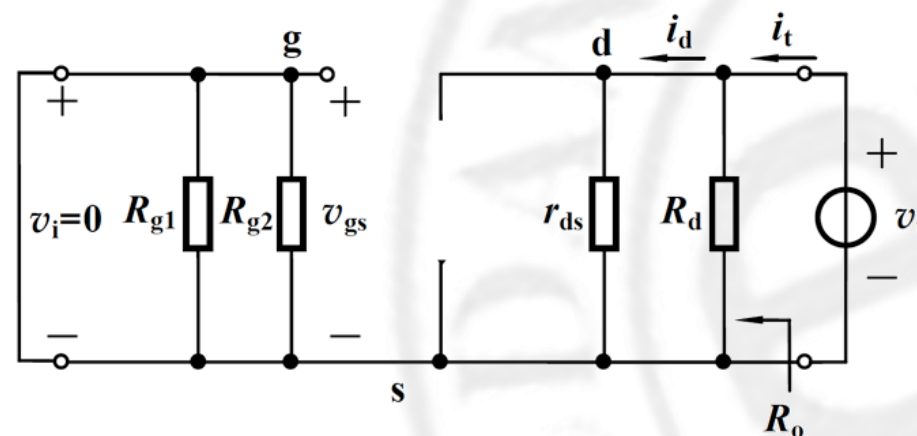 g
d
i_d
i_t
+
+
+
v_i=0
R_g1
R_g2
v_gs
r_ds
R_d
v
−
−
−
s
R_o